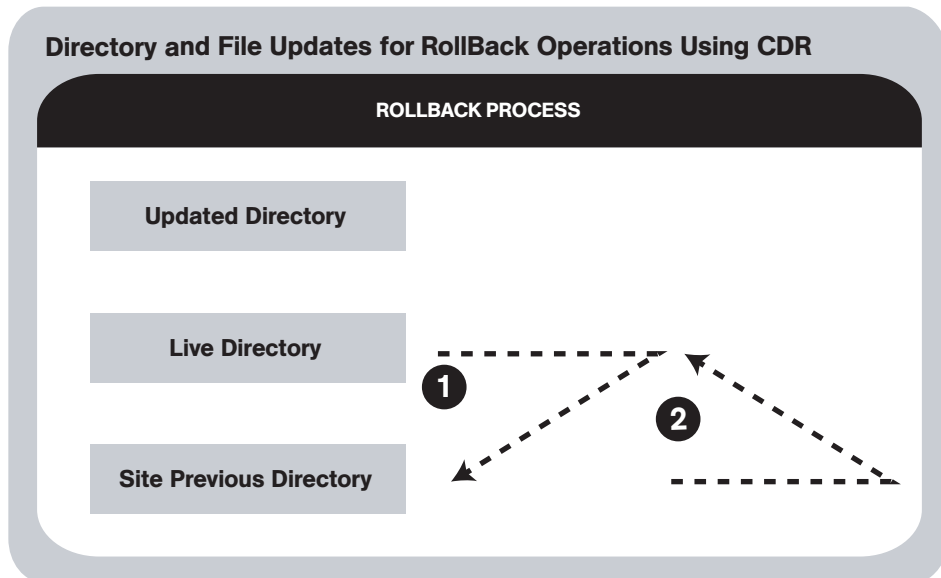 Directory and File Updates for RollBack Operations Using CDR
ROLLBACK PROCESS
Updated Directory
Live Directory
1
2
Site Previous Directory